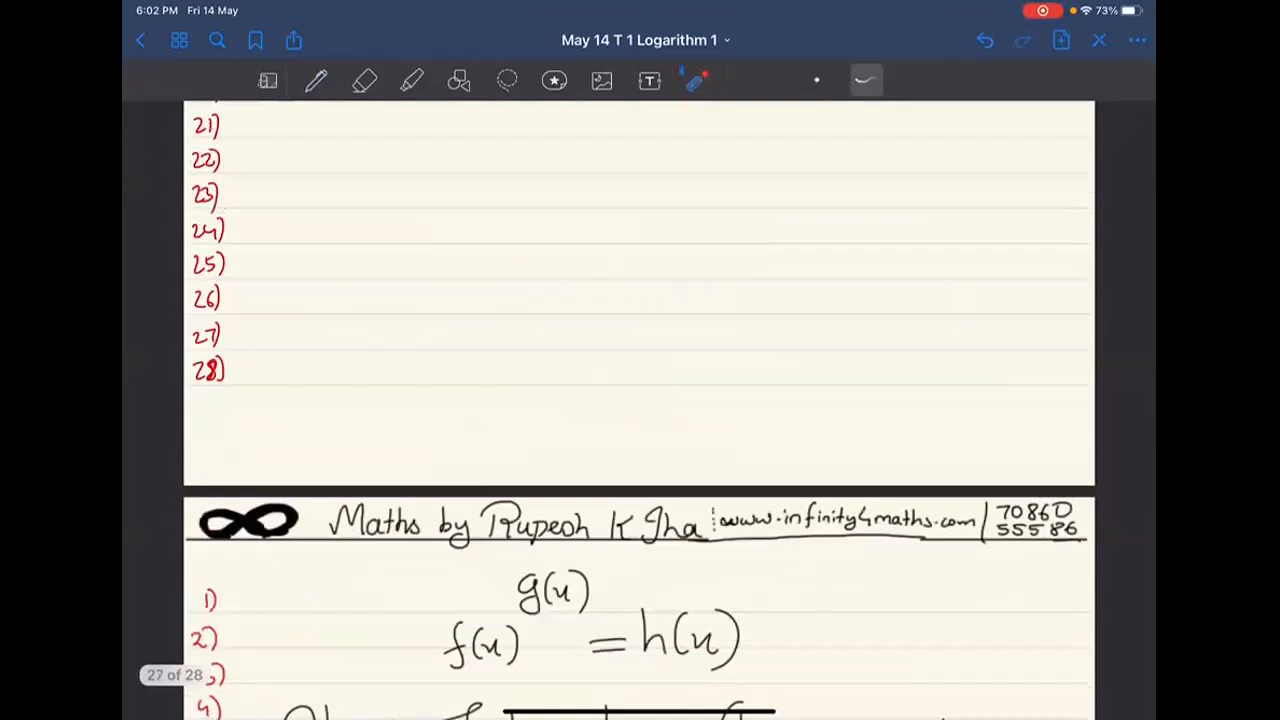 6:02 PM Fri 14 May
73%
May 14 T 1 Logarithm 1
21)
22)
23)
24)
25)
26)
27)
28)
Maths by Rupesh K Jha www.infinity4maths.com / 70860 55586
1)
g(x)
2) f(x) = h(x)
27 of 28
3)
4)